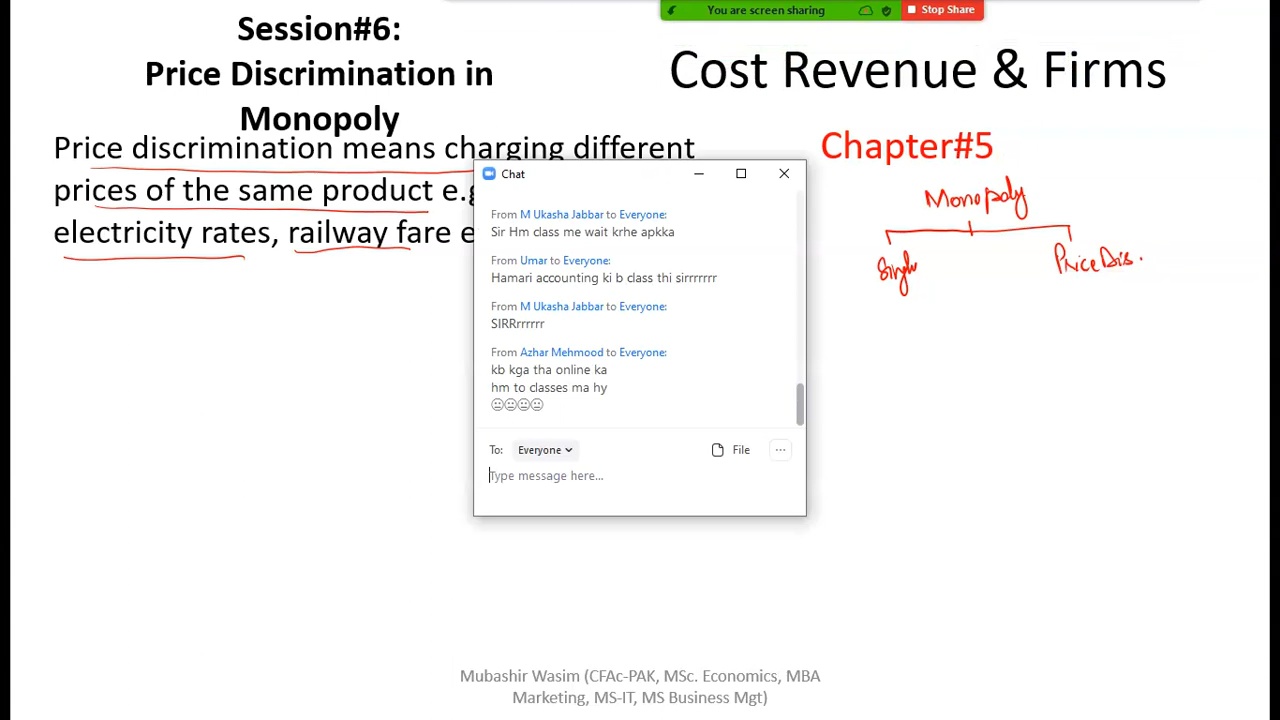 You are screen sharing
Stop Share
Session#6:
Price Discrimination in
Monopoly
Cost Revenue & Firms
Price discrimination means charging different
prices of the same product e.g
electricity rates, railway fare e
Chapter#5
Monopoly
Single
Price Dis.
Chat
From M Ukasha Jabbar to Everyone:
Sir Hm class me wait krhe apkka
From Umar to Everyone:
Hamari accounting ki b class thi sirrrrrrr
From M Ukasha Jabbar to Everyone:
SIRRrrrrrr
From Azhar Mehmood to Everyone:
kb kga tha online ka
hm to classes ma hy
😐😐😐😐
To: Everyone File ...
Type message here...
Mubashir Wasim (CFAc-PAK, MSc. Economics, MBA
Marketing, MS-IT, MS Business Mgt)